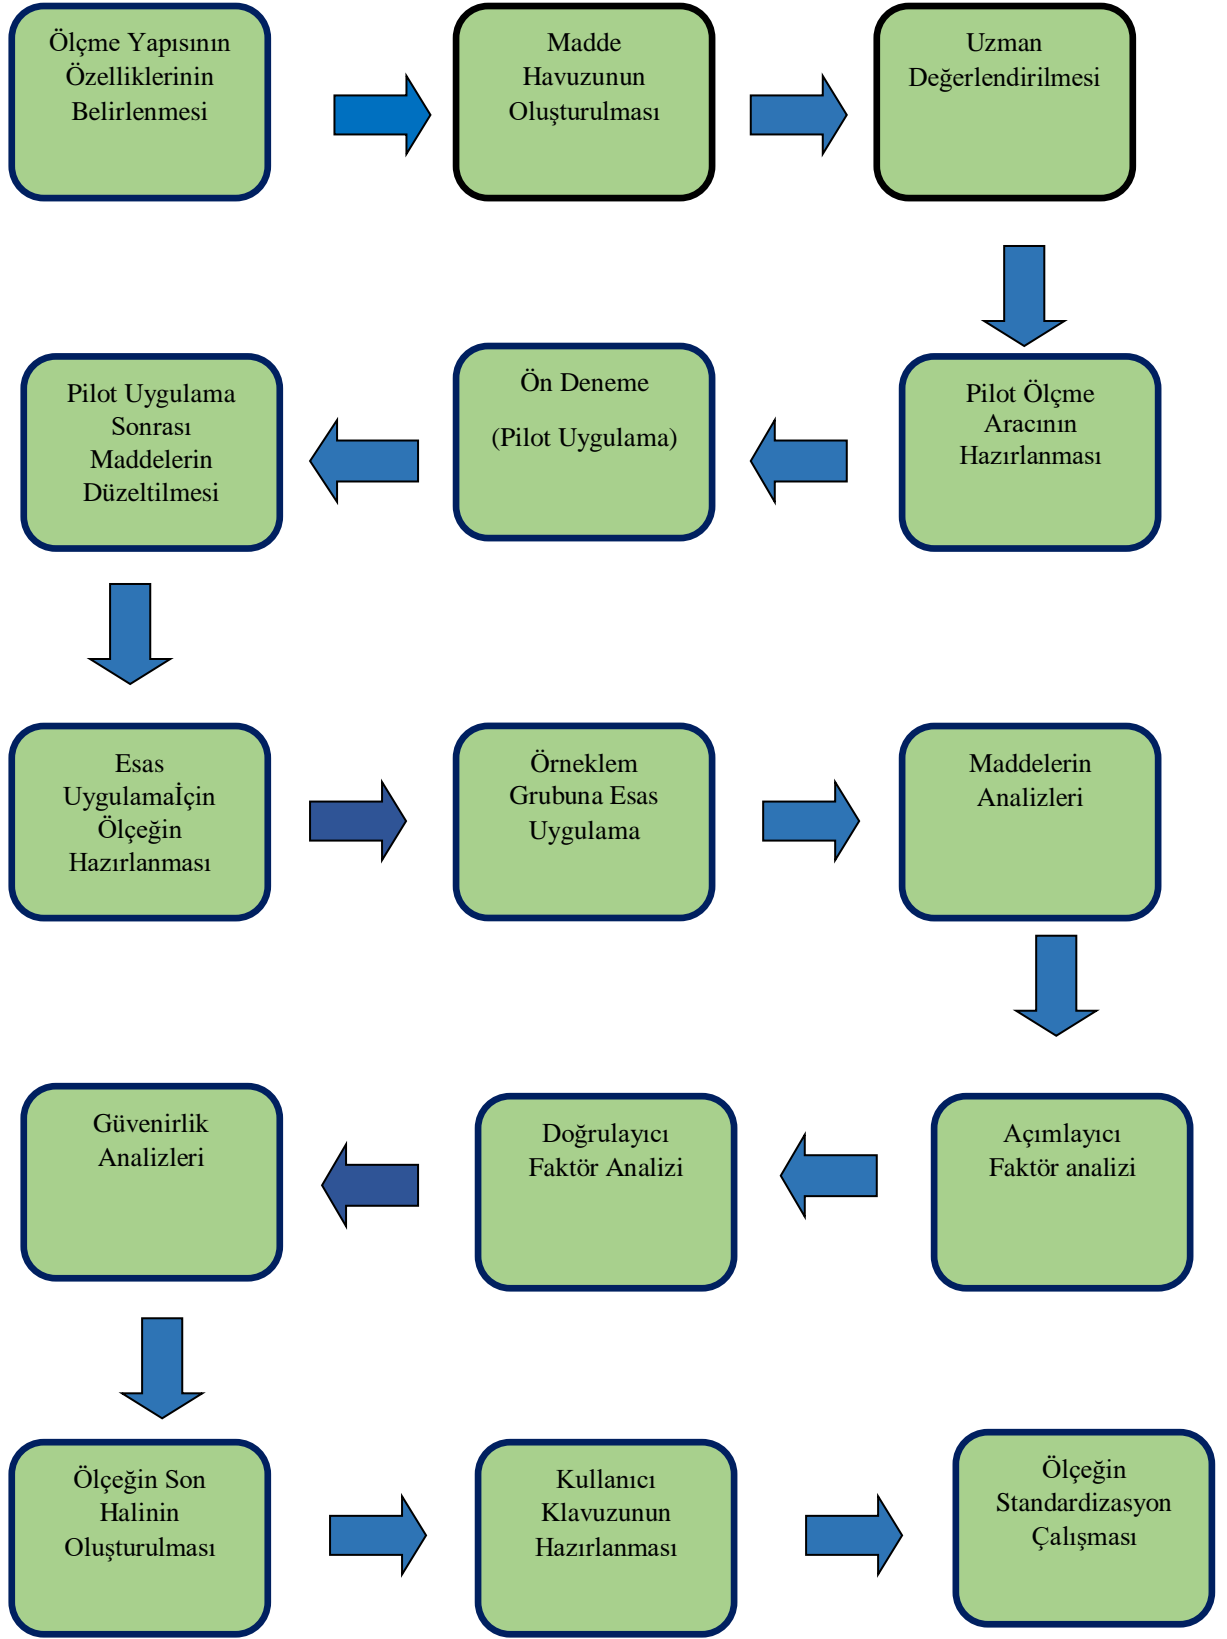 Ölçme Yapısının
Özelliklerinin
Belirlenmesi
Madde
Havuzunun
Oluşturulması
Uzman
Değerlendirilmesi
Pilot Ölçme
Aracının
Hazırlanması
Ön Deneme
(Pilot Uygulama)
Pilot Uygulama
Sonrası
Maddelerin
Düzeltilmesi
Esas
Uygulamaİçin
Ölçeğin
Hazırlanması
Örneklem
Grubuna Esas
Uygulama
Maddelerin
Analizleri
Açımlayıcı
Faktör analizi
Doğrulayıcı
Faktör Analizi
Güvenirlik
Analizleri
Ölçeğin Son
Halinin
Oluşturulması
Kullanıcı
Klavuzunun
Hazırlanması
Ölçeğin
Standardizasyon
Çalışması